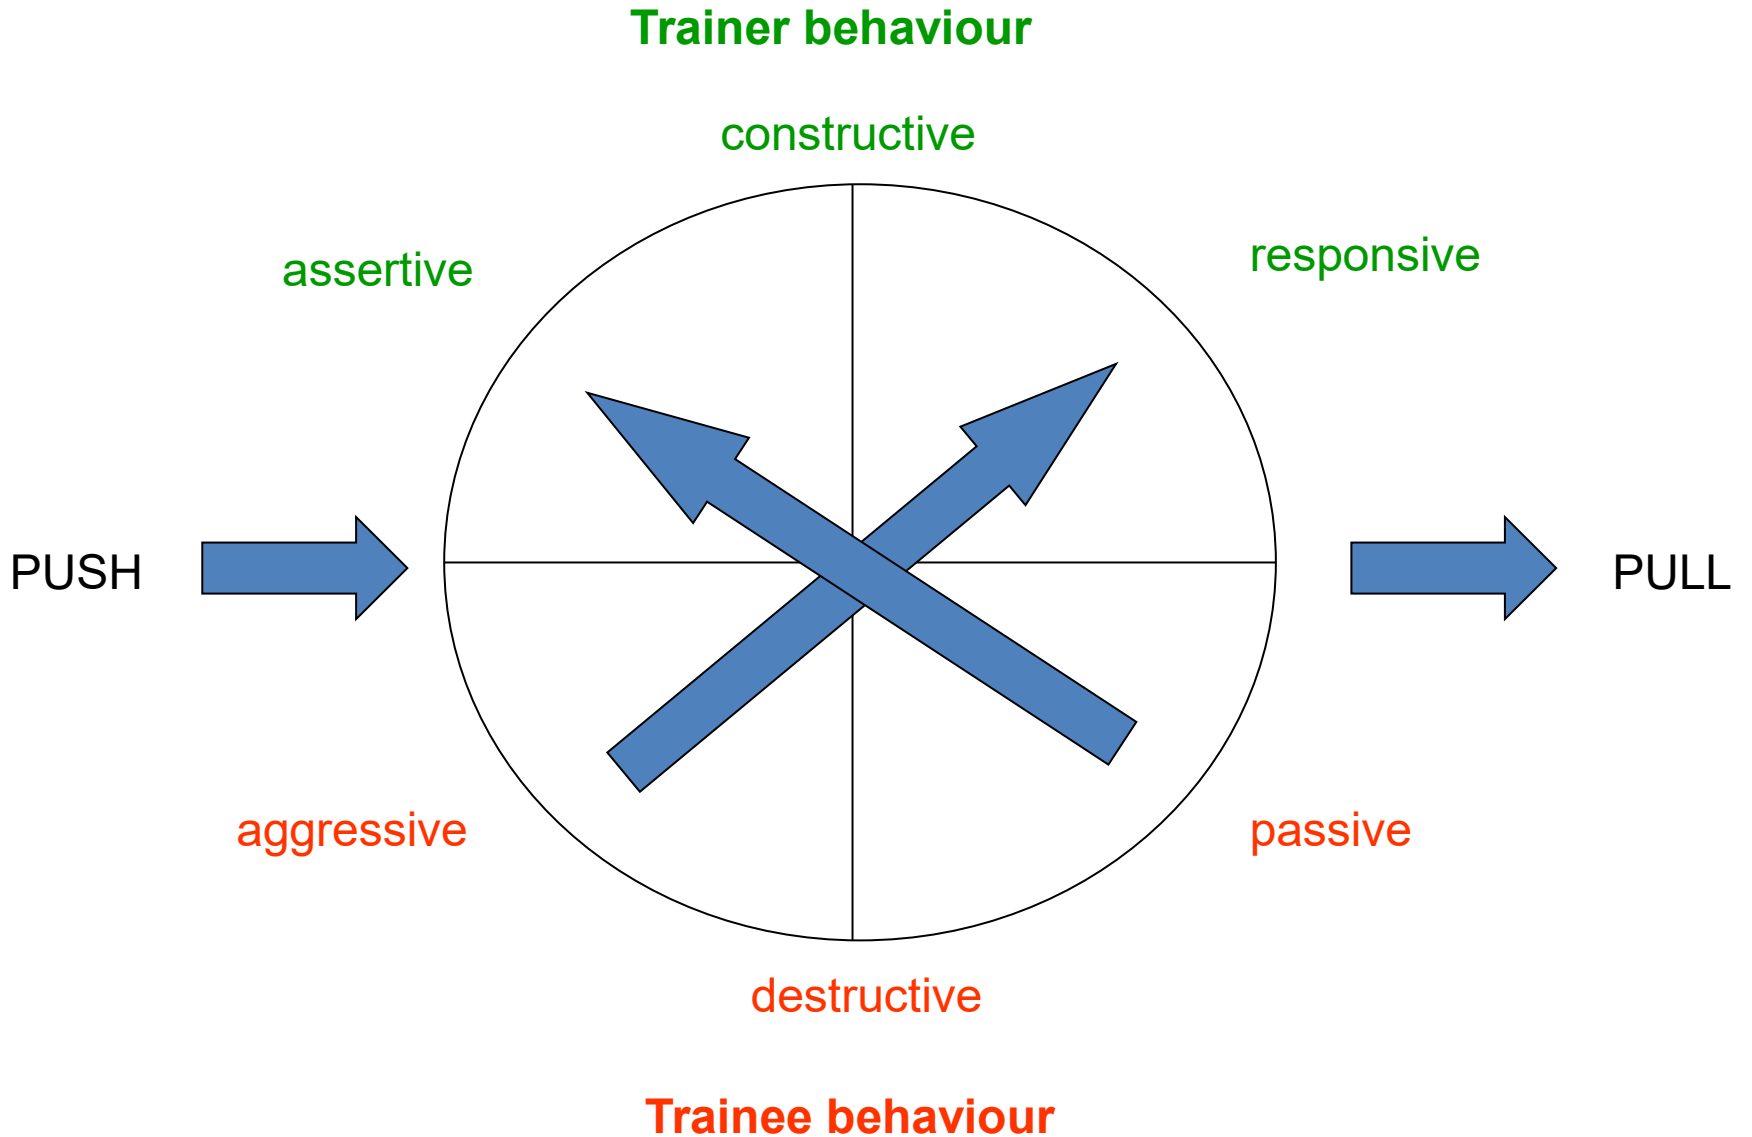 Trainer behaviour
constructive
assertive
responsive
PUSH
PULL
aggressive
passive
destructive
Trainee behaviour